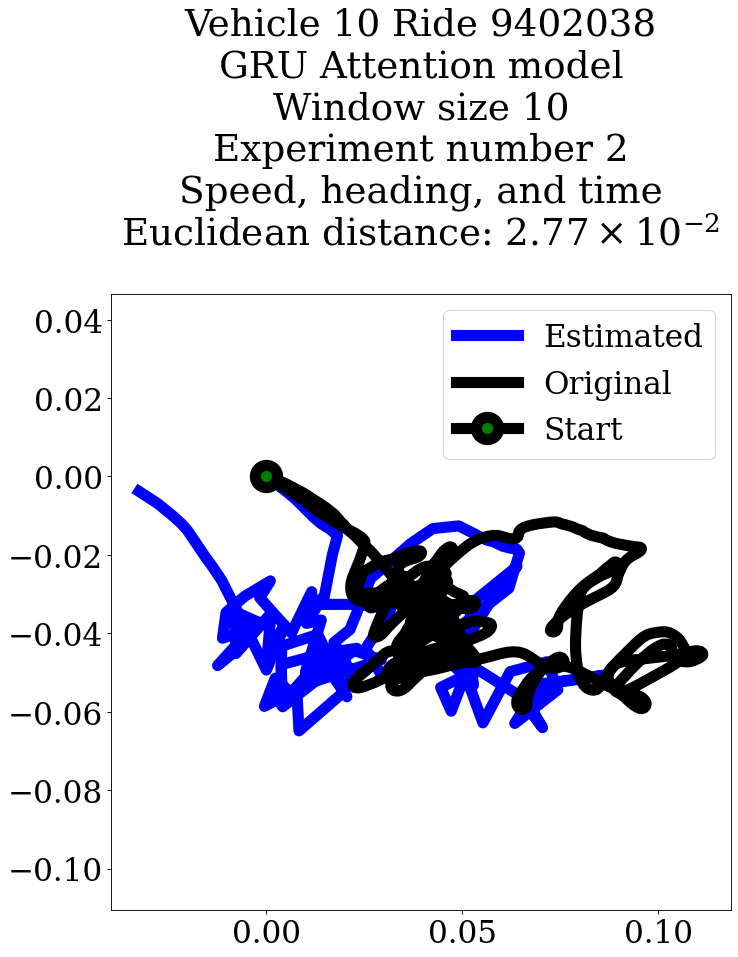 Vehicle 10 Ride 9402038
GRU Attention model
Window size 10
Experiment number 2
Speed, heading, and time
Euclidean distance: 2.77 × 10⁻²
Estimated
Original
Start
0.04
0.02
0.00
−0.02
−0.04
−0.06
−0.08
−0.10
0.00 0.05 0.10